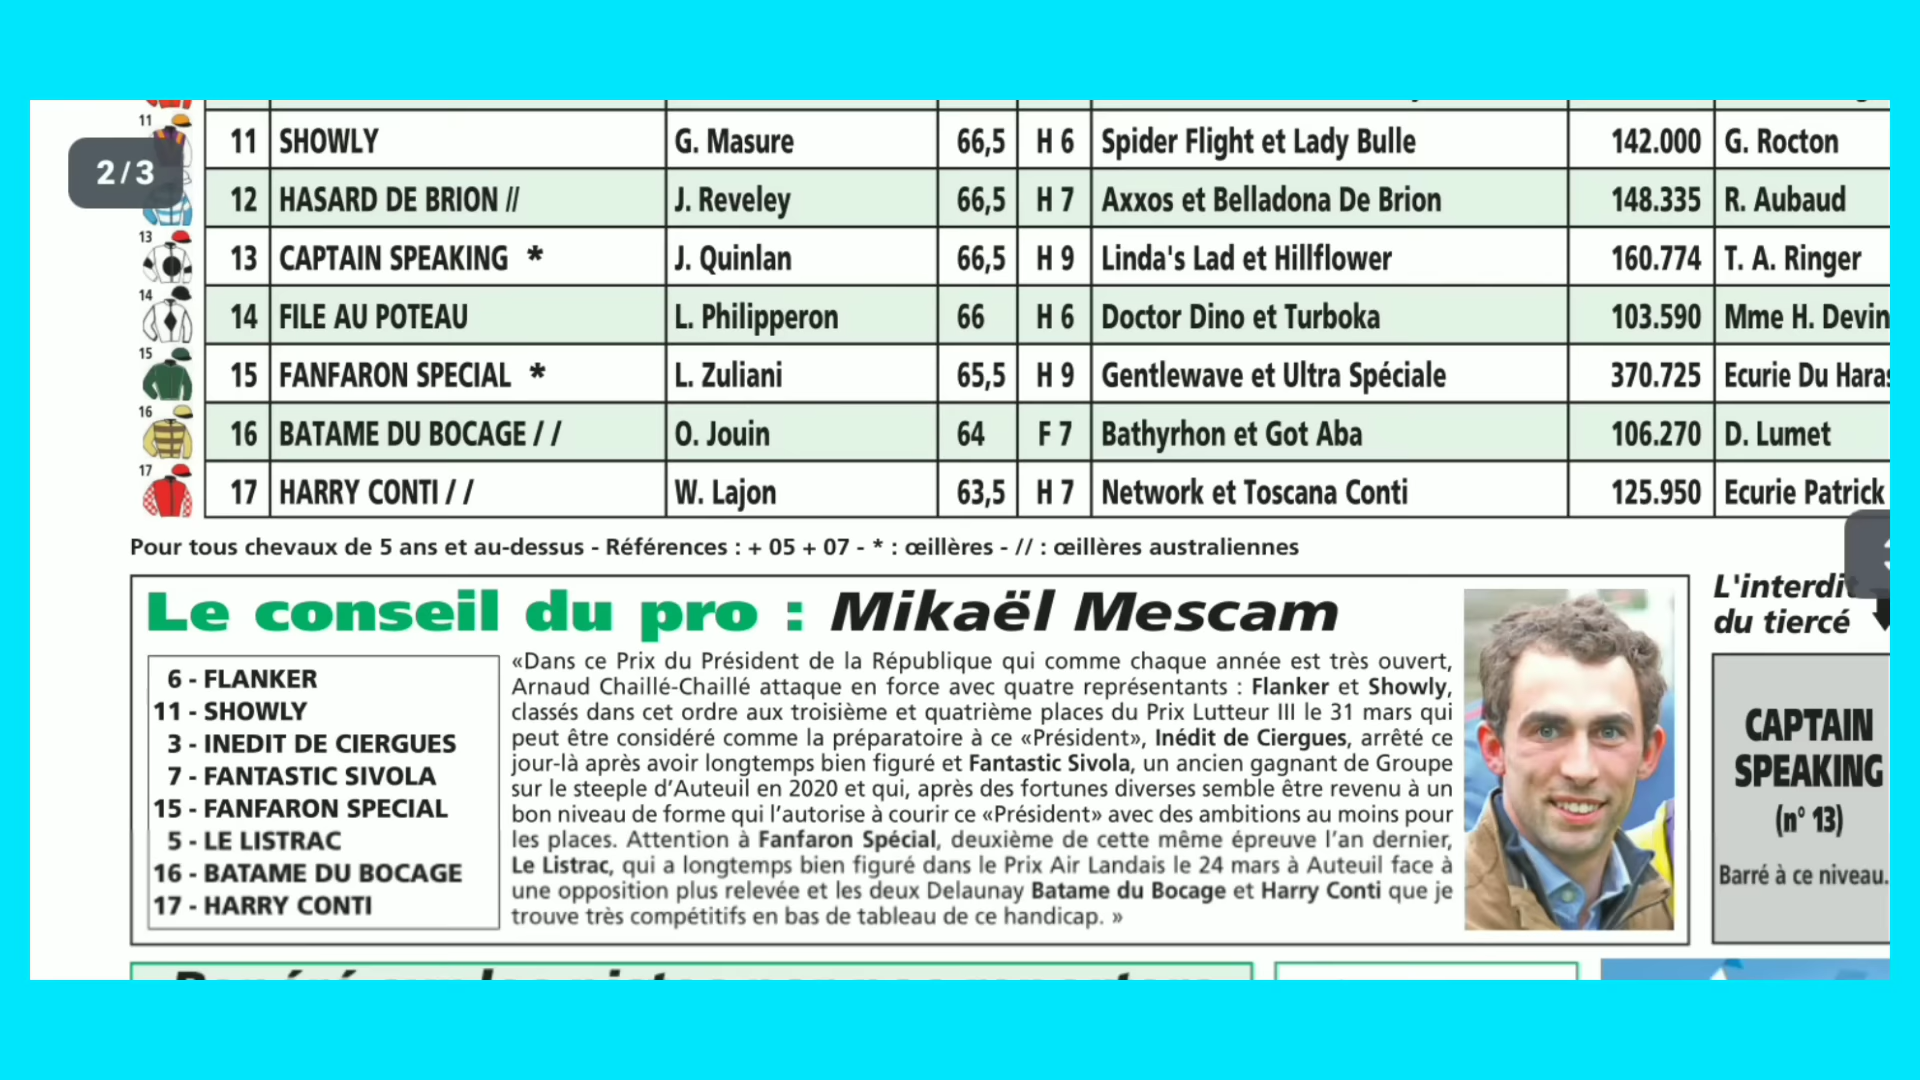 11
11 SHOWLY G. Masure 66,5 H 6 Spider Flight et Lady Bulle 142.000 G. Rocton
2/3
12 HASARD DE BRION // J. Reveley 66,5 H 7 Axxos et Belladona De Brion 148.335 R. Aubaud
13
13 CAPTAIN SPEAKING * J. Quinlan 66,5 H 9 Linda's Lad et Hillflower 160.774 T. A. Ringer
14
14 FILE AU POTEAU L. Philipperon 66 H 6 Doctor Dino et Turboka 103.590 Mme H. Devin
15
15 FANFARON SPECIAL * L. Zuliani 65,5 H 9 Gentlewave et Ultra Spéciale 370.725 Ecurie Du Haras
16
16 BATAME DU BOCAGE / / O. Jouin 64 F 7 Bathyrhon et Got Aba 106.270 D. Lumet
17
17 HARRY CONTI / / W. Lajon 63,5 H 7 Network et Toscana Conti 125.950 Ecurie Patrick
Pour tous chevaux de 5 ans et au-dessus - Références : + 05 + 07 - * : œillères - // : œillères australiennes
Le conseil du pro : Mikaël Mescam
6 - FLANKER
11 - SHOWLY
3 - INEDIT DE CIERGUES
7 - FANTASTIC SIVOLA
15 - FANFARON SPECIAL
5 - LE LISTRAC
16 - BATAME DU BOCAGE
17 - HARRY CONTI
«Dans ce Prix du Président de la République qui comme chaque année est très ouvert,
Arnaud Chaillé-Chaillé attaque en force avec quatre représentants : Flanker et Showly,
classés dans cet ordre aux troisième et quatrième places du Prix Lutteur III le 31 mars qui
peut être considéré comme la préparatoire à ce «Président», Inédit de Ciergues, arrêté ce
jour-là après avoir longtemps bien figuré et Fantastic Sivola, un ancien gagnant de Groupe
sur le steeple d'Auteuil en 2020 et qui, après des fortunes diverses semble être revenu à un
bon niveau de forme qui l'autorise à courir ce «Président» avec des ambitions au moins pour
les places. Attention à Fanfaron Spécial, deuxième de cette même épreuve l'an dernier,
Le Listrac, qui a longtemps bien figuré dans le Prix Air Landais le 24 mars à Auteuil face à
une opposition plus relevée et les deux Delaunay Batame du Bocage et Harry Conti que je
trouve très compétitifs en bas de tableau de ce handicap. »
L'interdit
du tiercé
CAPTAIN
SPEAKING
(n° 13)
Barré à ce niveau.